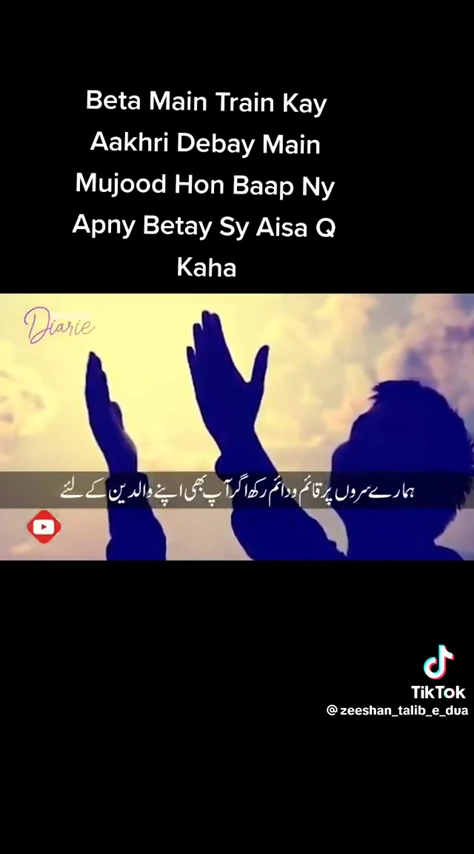 Beta Main Train Kay
Aakhri Debay Main
Mujood Hon Baap Ny
Apny Betay Sy Aisa Q
Kaha
Diarie
ہمارے سروں پر قائم و دائم رکھ اگر آپ بھی اپنے والدین کے لئے
TikTok
@zeeshan_talib_e_dua